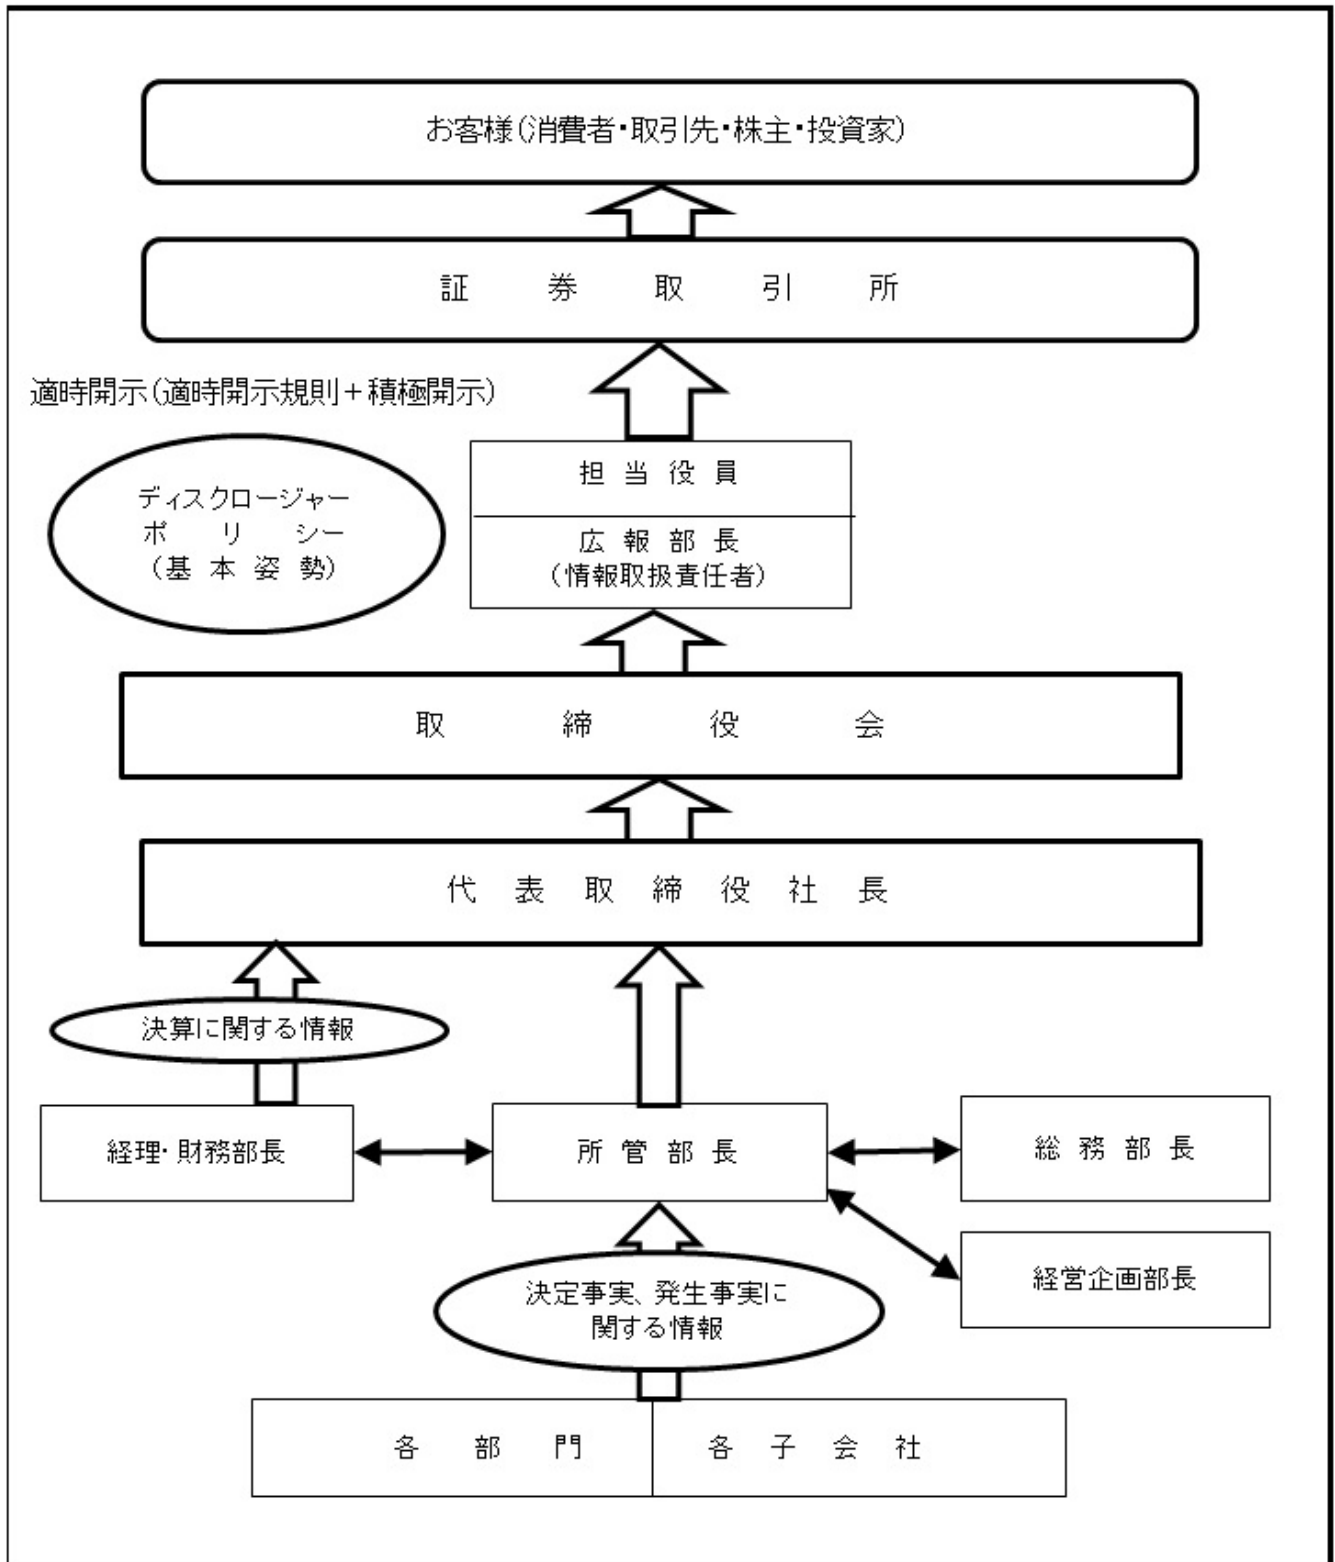 お客様(消費者・取引先・株主・投資家)
証券取引所
適時開示(適時開示規則+積極開示)
ディスクロージャー
ポリシー
(基本姿勢)
担当役員
広報部長
(情報取扱責任者)
取締役会
代表取締役社長
決算に関する情報
経理・財務部長
所管部長
総務部長
経営企画部長
決定事実、発生事実に
関する情報
各部門
各子会社